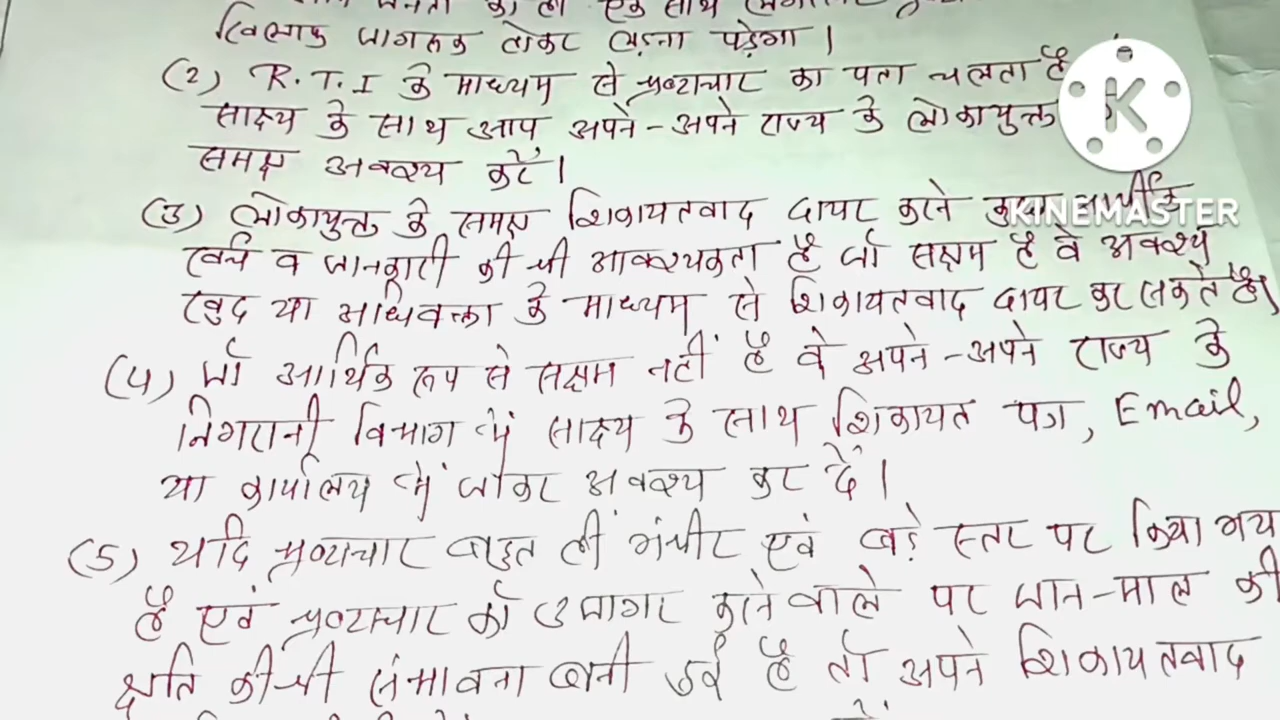 खिलाफ जागरूक होकर लड़ना पड़ेगा।
(2) R.T.I के माध्यम से भ्रष्टाचार का पता चलता है
साक्ष्य के साथ आप अपने-अपने राज्य के लोकायुक्त
समक्ष अवश्य करें।
(3) लोकायुक्त के समक्ष शिकायतवाद दायर करने
खर्च व जानकारी की भी आवश्यकता है जो सक्षम है वे अवश्य
खुद या अधिवक्ता के माध्यम से शिकायतवाद दायर कर सकते है।
(4) जो आर्थिक रूप से सक्षम नहीं है वे अपने-अपने राज्य के
निगरानी विभाग में साक्ष्य के साथ शिकायत पत्र, Email,
या कार्यालय में जाकर अवश्य कर दें।
(5) यदि भ्रष्टाचार बहुत ही गंभीर एवं बड़े स्तर पर किया गया
है एवं भ्रष्टाचार को उजागर करने वाले पर जान-माल की
क्षति की भी संभावना बनी हुई है तो अपने शिकायतवाद
K
KINEMASTER